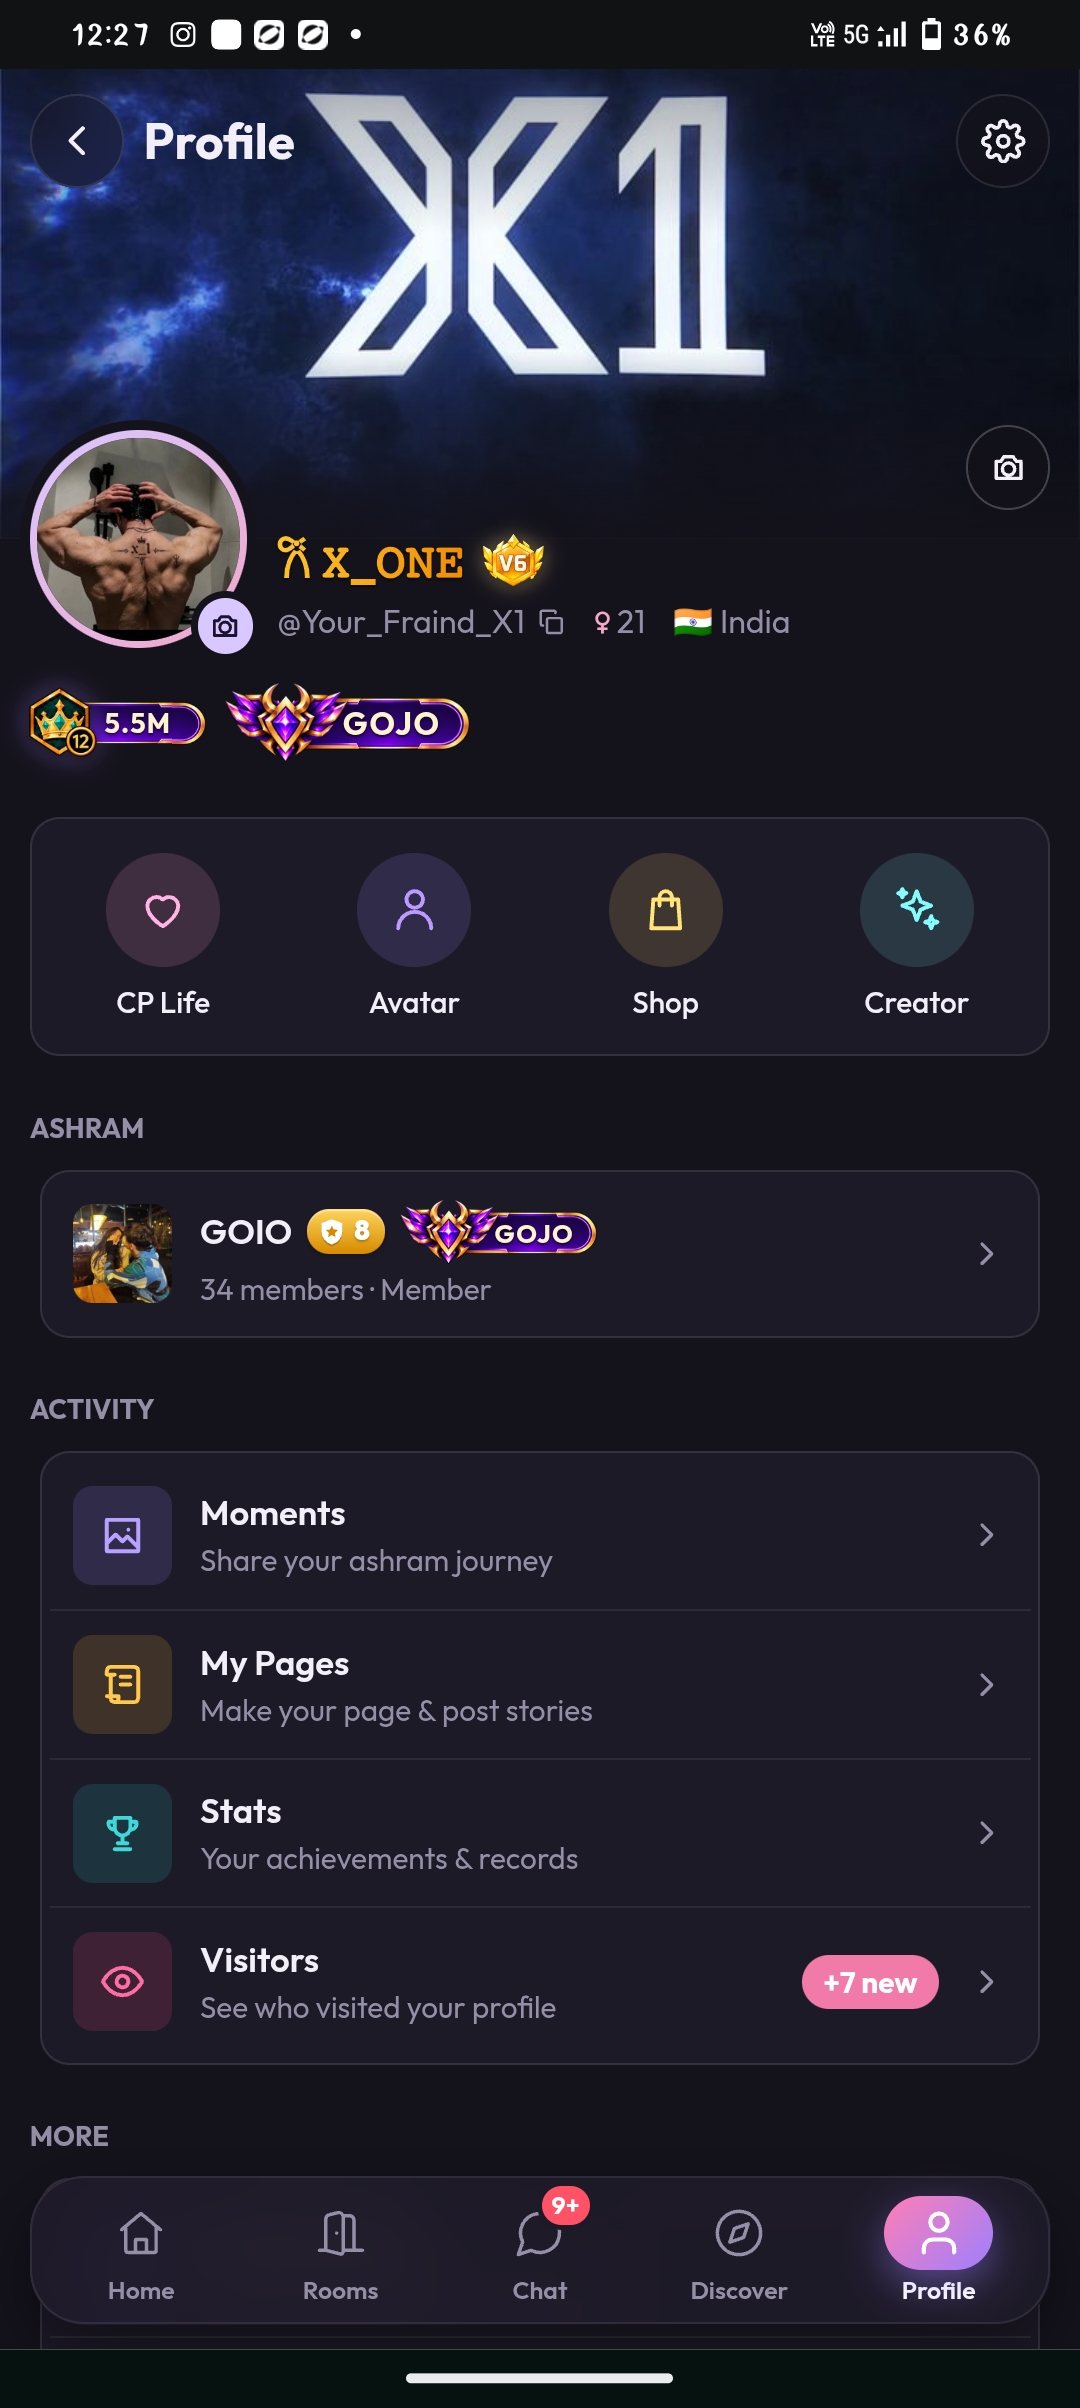 12:27
Vo) LTE 5G 36%
Profile
X1
x_1
X_ONE V6
@Your_Fraind_X1 ♀21 🇮🇳 India
12 5.5M GOJO
CP Life Avatar Shop Creator
ASHRAM
GOIO 8 GOJO
34 members · Member
ACTIVITY
Moments
Share your ashram journey
My Pages
Make your page & post stories
Stats
Your achievements & records
Visitors
See who visited your profile
+7 new
MORE
9+
Home Rooms Chat Discover Profile